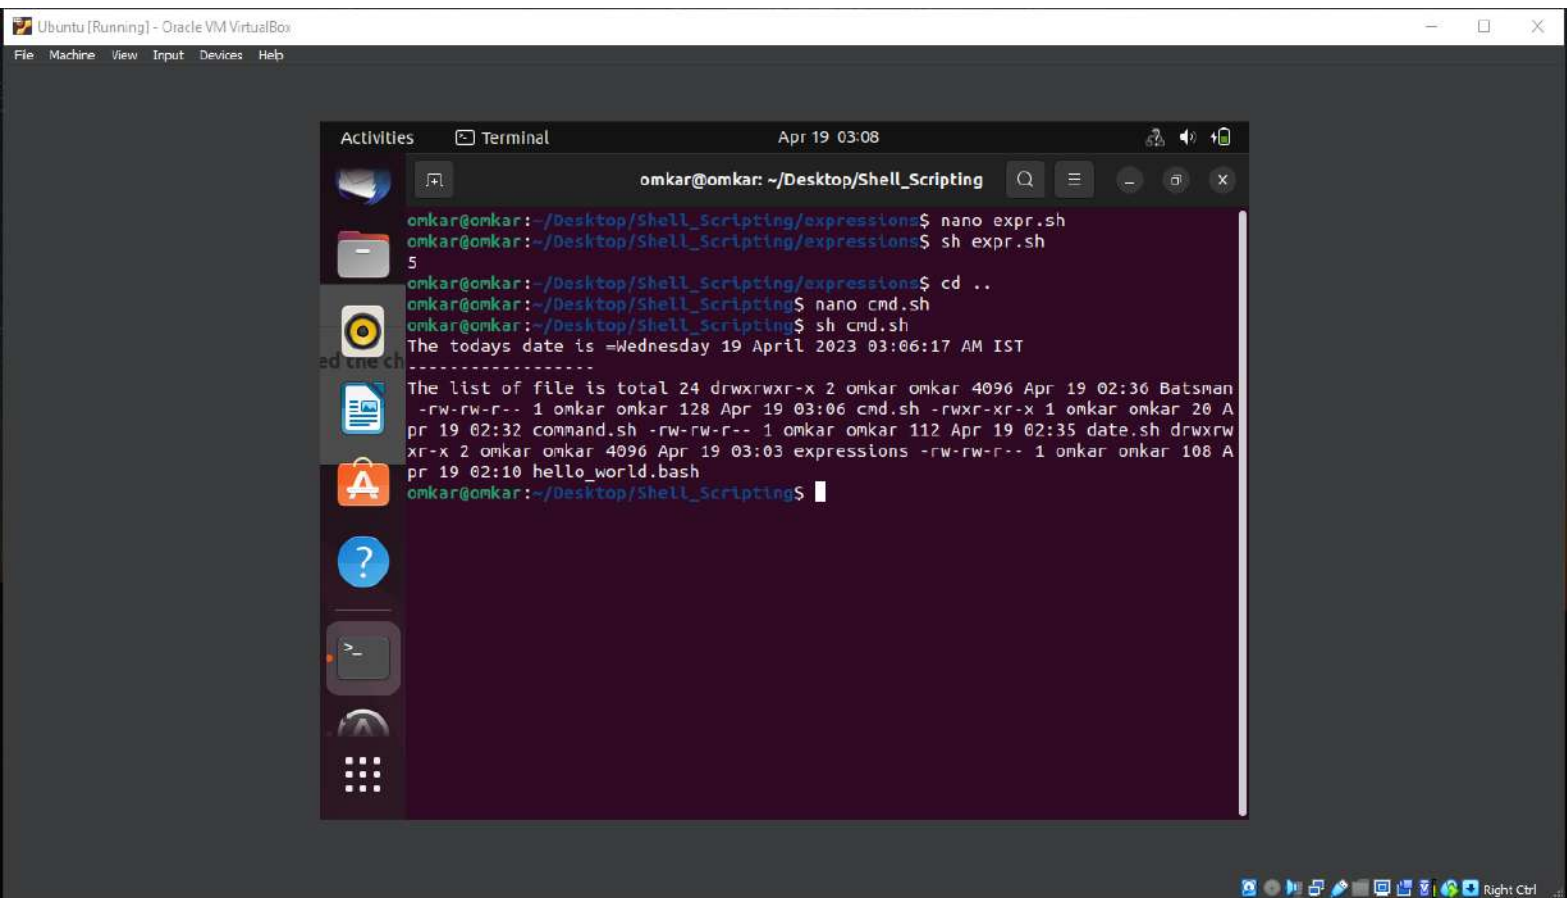 Ubuntu [Running] - Oracle VM VirtualBox
File Machine View Input Devices Help
Activities Terminal Apr 19 03:08
omkar@omkar: ~/Desktop/Shell_Scripting
omkar@omkar:~/Desktop/Shell_Scripting/expressions$ nano expr.sh
omkar@omkar:~/Desktop/Shell_Scripting/expressions$ sh expr.sh
5
omkar@omkar:~/Desktop/Shell_Scripting/expressions$ cd ..
omkar@omkar:~/Desktop/Shell_Scripting$ nano cmd.sh
omkar@omkar:~/Desktop/Shell_Scripting$ sh cmd.sh
The todays date is =Wednesday 19 April 2023 03:06:17 AM IST
ed the ch
------------------
The list of file is total 24 drwxrwxr-x 2 omkar omkar 4096 Apr 19 02:36 Batsman
-rw-rw-r-- 1 omkar omkar 128 Apr 19 03:06 cmd.sh -rwxr-xr-x 1 omkar omkar 20 A
pr 19 02:32 command.sh -rw-rw-r-- 1 omkar omkar 112 Apr 19 02:35 date.sh drwxrw
xr-x 2 omkar omkar 4096 Apr 19 03:03 expressions -rw-rw-r-- 1 omkar omkar 108 A
pr 19 02:10 hello_world.bash
omkar@omkar:~/Desktop/Shell_Scripting$
Right Ctrl